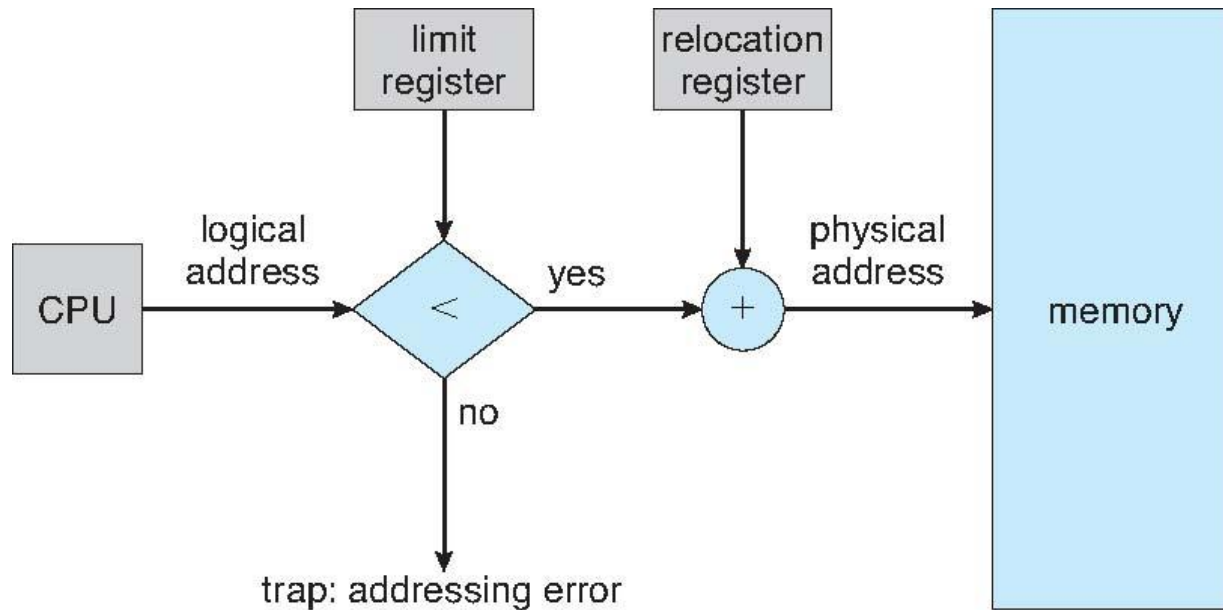 limit
register
relocation
register
logical
address
physical
address
CPU
<
yes
+
memory
no
trap: addressing error